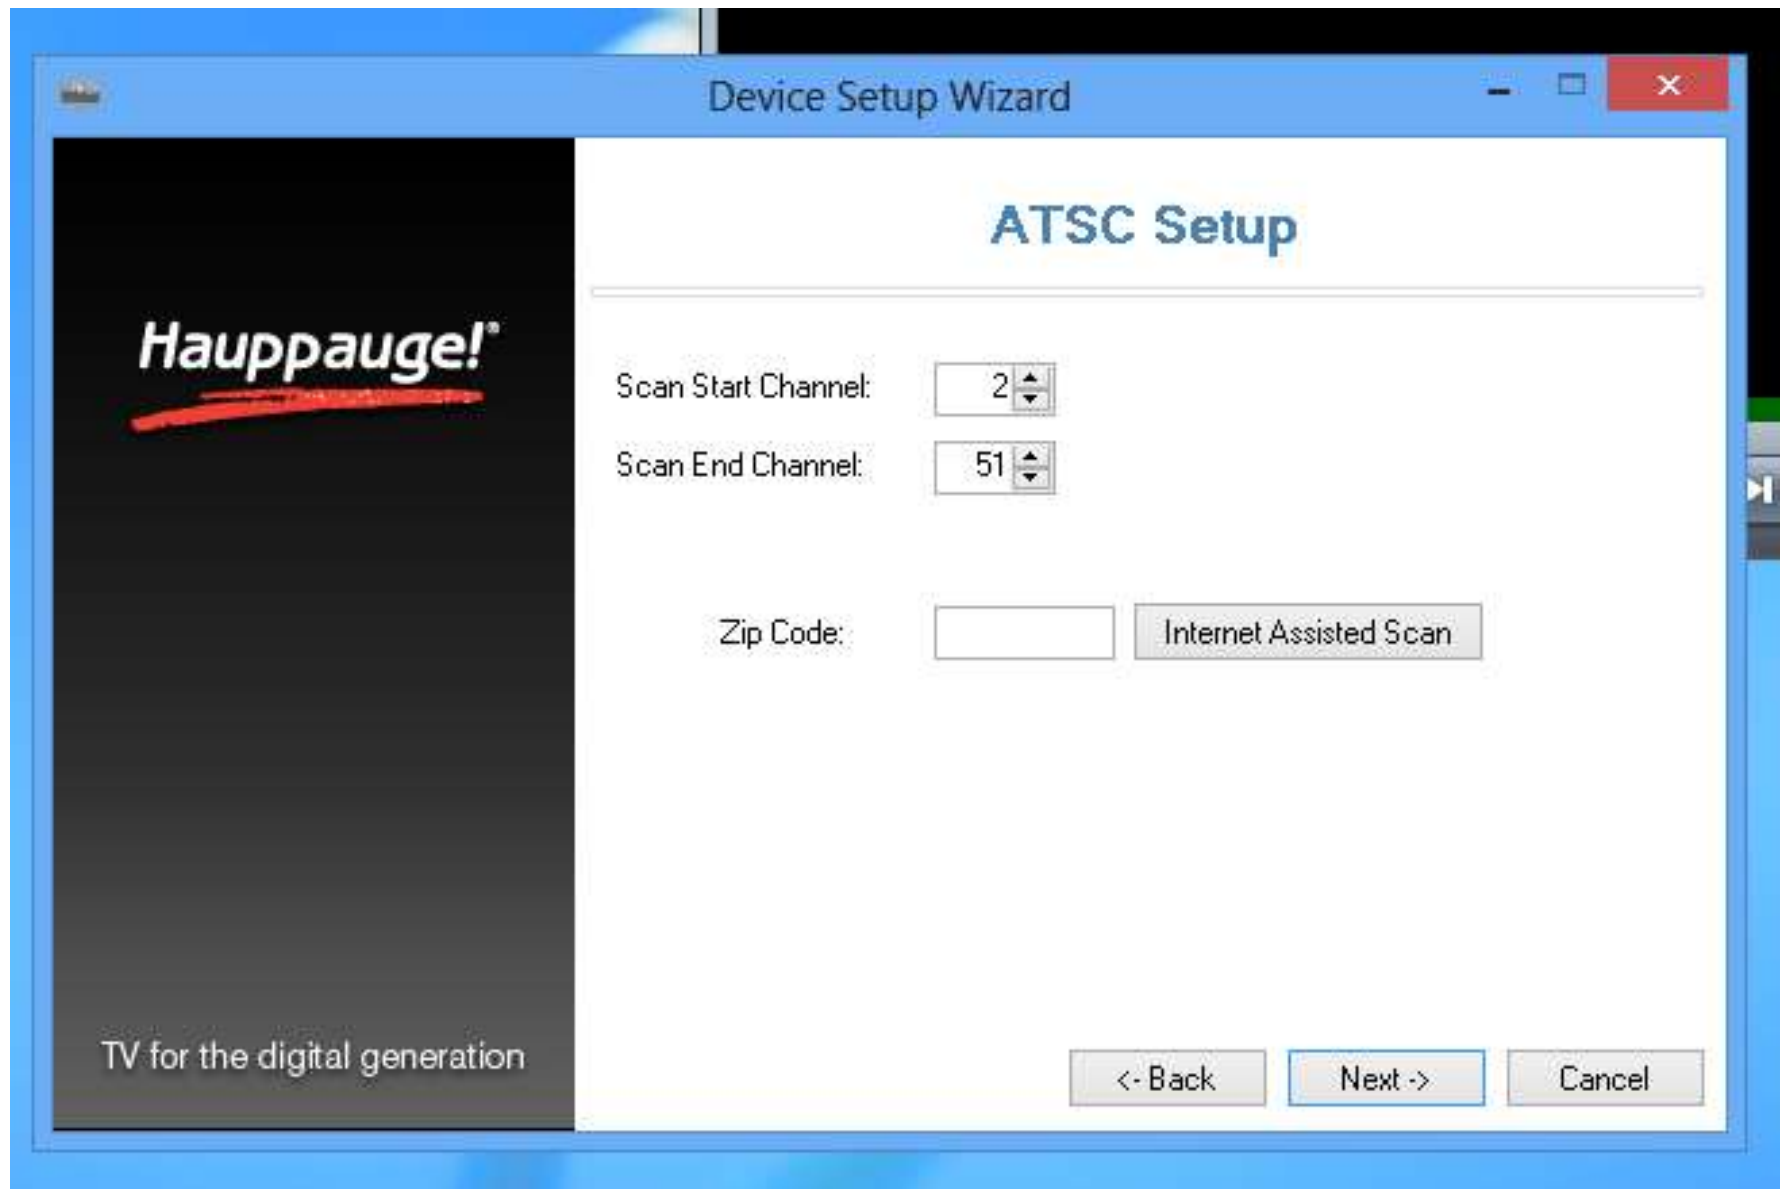 Device Setup Wizard
ATSC Setup
Hauppauge!®
Scan Start Channel: 2
Scan End Channel: 51
Zip Code: Internet Assisted Scan
TV for the digital generation
<- Back Next -> Cancel